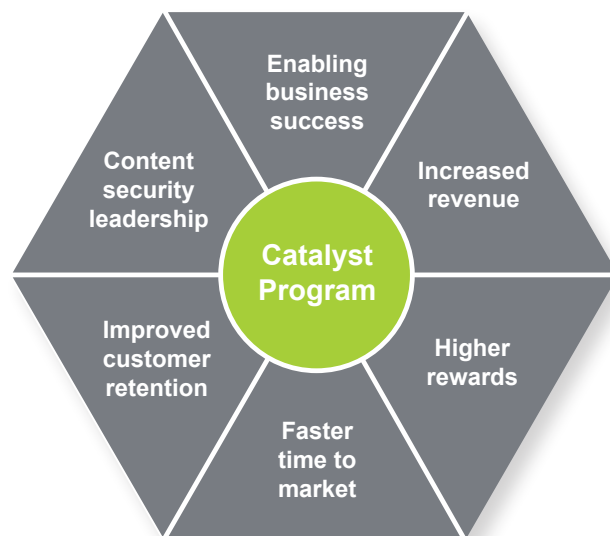 Enabling
business
success
Increased
revenue
Higher
rewards
Faster
time to
market
Improved
customer
retention
Content
security
leadership
Catalyst
Program